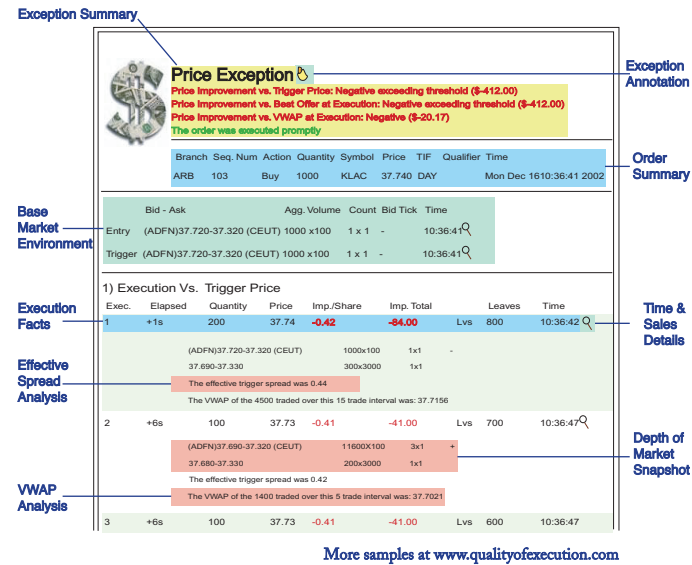 Exception Summary
Price Exception
Exception
Annotation
Price Improvement vs. Trigger Price: Negative exceeding threshold ($-412.00)
Price Improvement vs. Best Offer at Execution: Negative exceeding threshold ($-412.00)
Price Improvement vs. VWAP at Execution: Negative ($-20.17)
The order was executed promptly
Branch Seq. Num Action Quantity Symbol Price TIF Qualifier Time
ARB 103 Buy 1000 KLAC 37.740 DAY Mon Dec 1610:36:41 2002
Order
Summary
Base
Market
Environment
Bid - Ask Agg. Volume Count Bid Tick Time
Entry (ADFN)37.720-37.320 (CEUT) 1000 x100 1 x 1 - 10:36:41
Trigger (ADFN)37.720-37.320 (CEUT) 1000 x100 1 x 1 - 10:36:41
1) Execution Vs. Trigger Price
Exec. Elapsed Quantity Price Imp./Share Imp. Total Leaves Time
Execution
Facts
1 +1s 200 37.74 -0.42 -84.00 Lvs 800 10:36:42
Time &
Sales
Details
(ADFN)37.720-37.320 (CEUT) 1000x100 1x1 -
37.690-37.330 300x3000 1x1
Effective
Spread
Analysis
The effective trigger spread was 0.44
The VWAP of the 4500 traded over this 15 trade interval was: 37.7156
2 +6s 100 37.73 -0.41 -41.00 Lvs 700 10:36:47
(ADFN)37.690-37.320 (CEUT) 11600X100 3x1 +
37.680-37.330 200x3000 1x1
Depth of
Market
Snapshot
The effective trigger spread was 0.42
VWAP
Analysis
The VWAP of the 1400 traded over this 5 trade interval was: 37.7021
3 +6s 100 37.73 -0.41 -41.00 Lvs 600 10:36:47
More samples at www.qualityofexecution.com